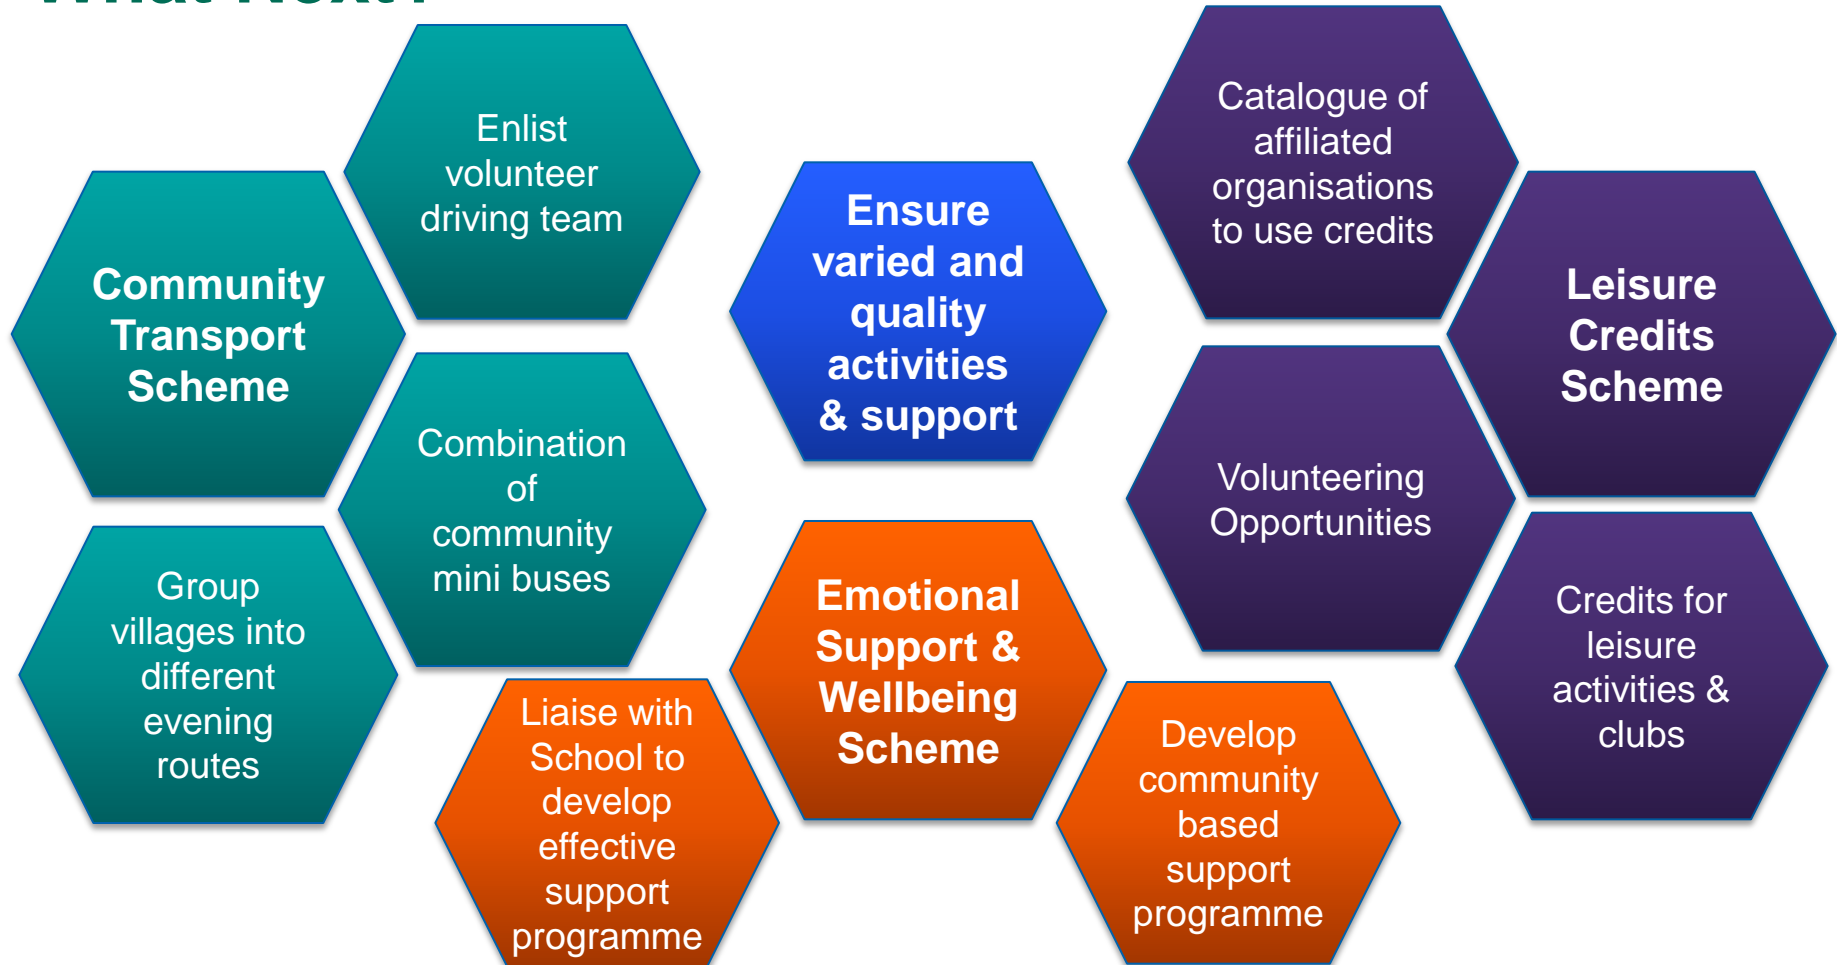 What Next?
Enlist
volunteer
driving team
Community
Transport
Scheme
Combination
of
community
mini buses
Group
villages into
different
evening
routes
Ensure
varied and
quality
activities
& support
Emotional
Support &
Wellbeing
Scheme
Liaise with
School to
develop
effective
support
programme
Develop
community
based
support
programme
Catalogue of
affiliated
organisations
to use credits
Leisure
Credits
Scheme
Volunteering
Opportunities
Credits for
leisure
activities &
clubs